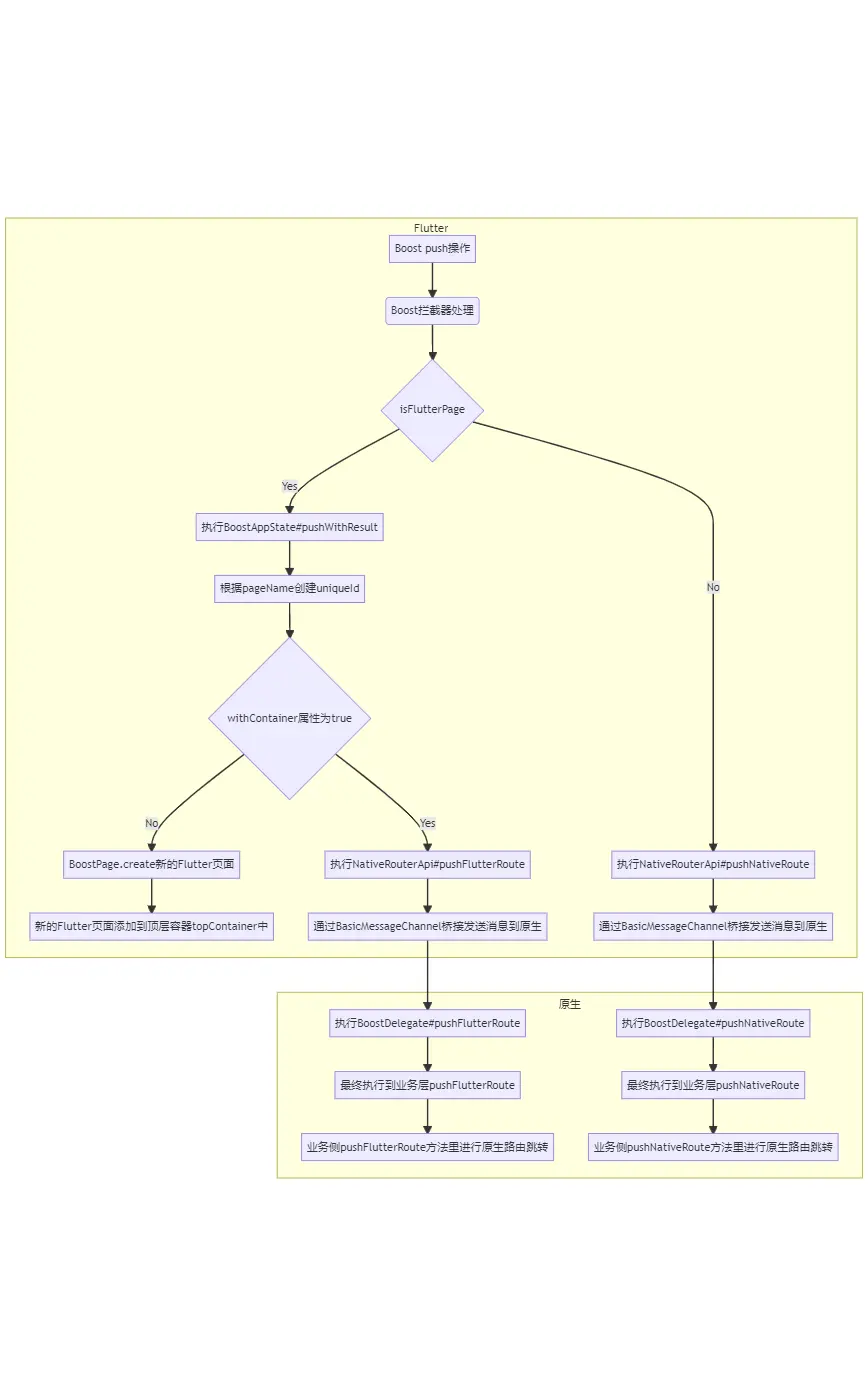 Flutter
Boost push操作
Boost拦截器处理
isFlutterPage
Yes
执行BoostAppState#pushWithResult
根据pageName创建uniqueId
No
withContainer属性为true
No
Yes
BoostPage.create新的Flutter页面
执行NativeRouterApi#pushFlutterRoute
执行NativeRouterApi#pushNativeRoute
新的Flutter页面添加到顶层容器topContainer中
通过BasicMessageChannel桥接发送消息到原生
通过BasicMessageChannel桥接发送消息到原生
原生
执行BoostDelegate#pushFlutterRoute
执行BoostDelegate#pushNativeRoute
最终执行到业务层pushFlutterRoute
最终执行到业务层pushNativeRoute
业务侧pushFlutterRoute方法里进行原生路由跳转
业务侧pushNativeRoute方法里进行原生路由跳转